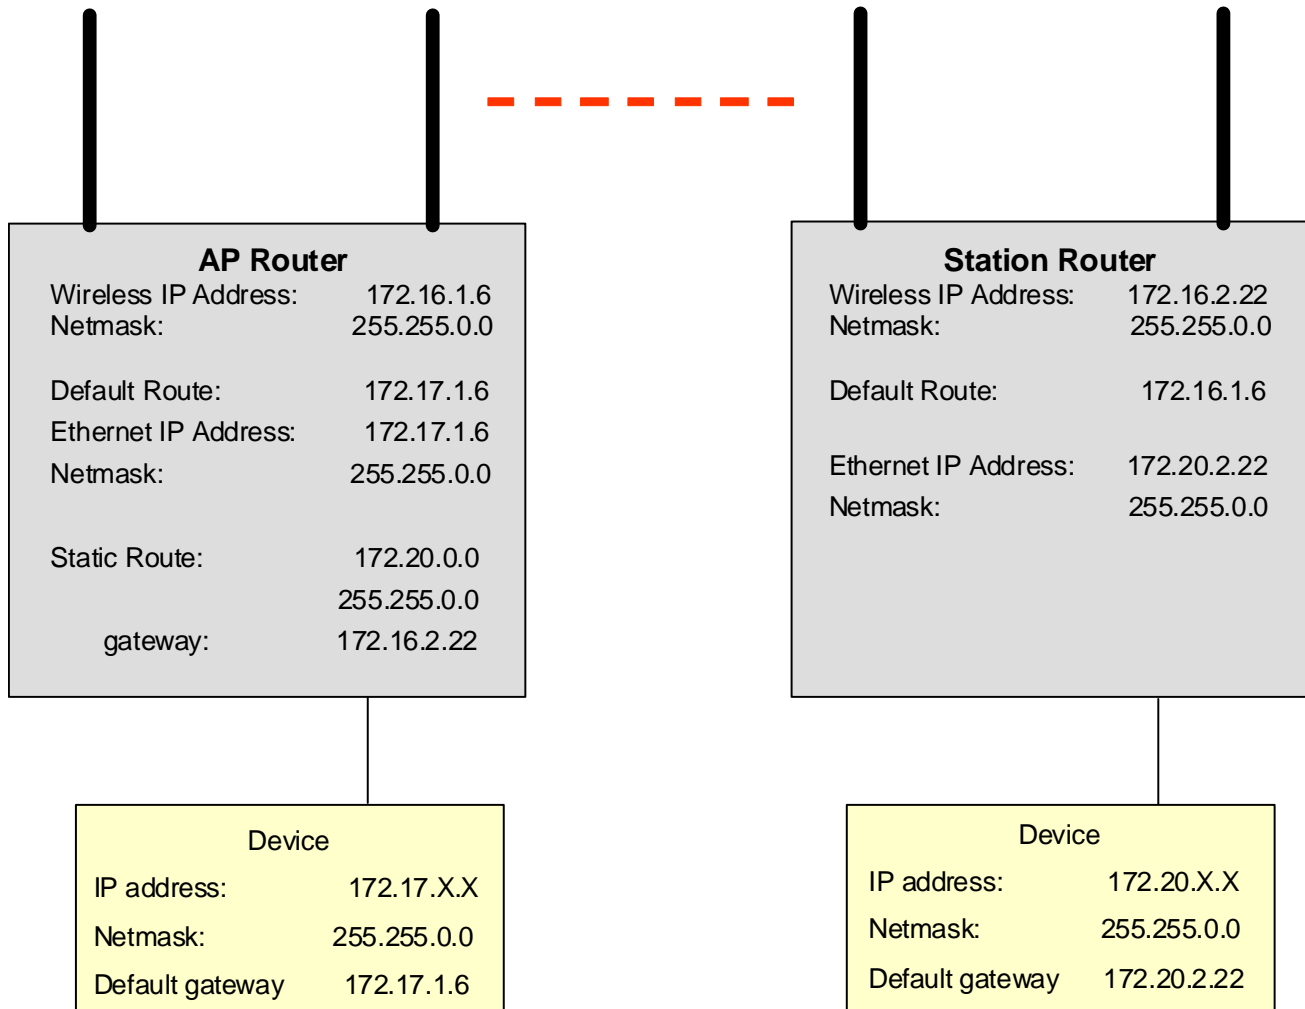 AP Router
Wireless IP Address: 172.16.1.6
Netmask: 255.255.0.0
Default Route: 172.17.1.6
Ethernet IP Address: 172.17.1.6
Netmask: 255.255.0.0
Static Route: 172.20.0.0
255.255.0.0
gateway: 172.16.2.22
Station Router
Wireless IP Address: 172.16.2.22
Netmask: 255.255.0.0
Default Route: 172.16.1.6
Ethernet IP Address: 172.20.2.22
Netmask: 255.255.0.0
Device
IP address: 172.17.X.X
Netmask: 255.255.0.0
Default gateway 172.17.1.6
Device
IP address: 172.20.X.X
Netmask: 255.255.0.0
Default gateway 172.20.2.22